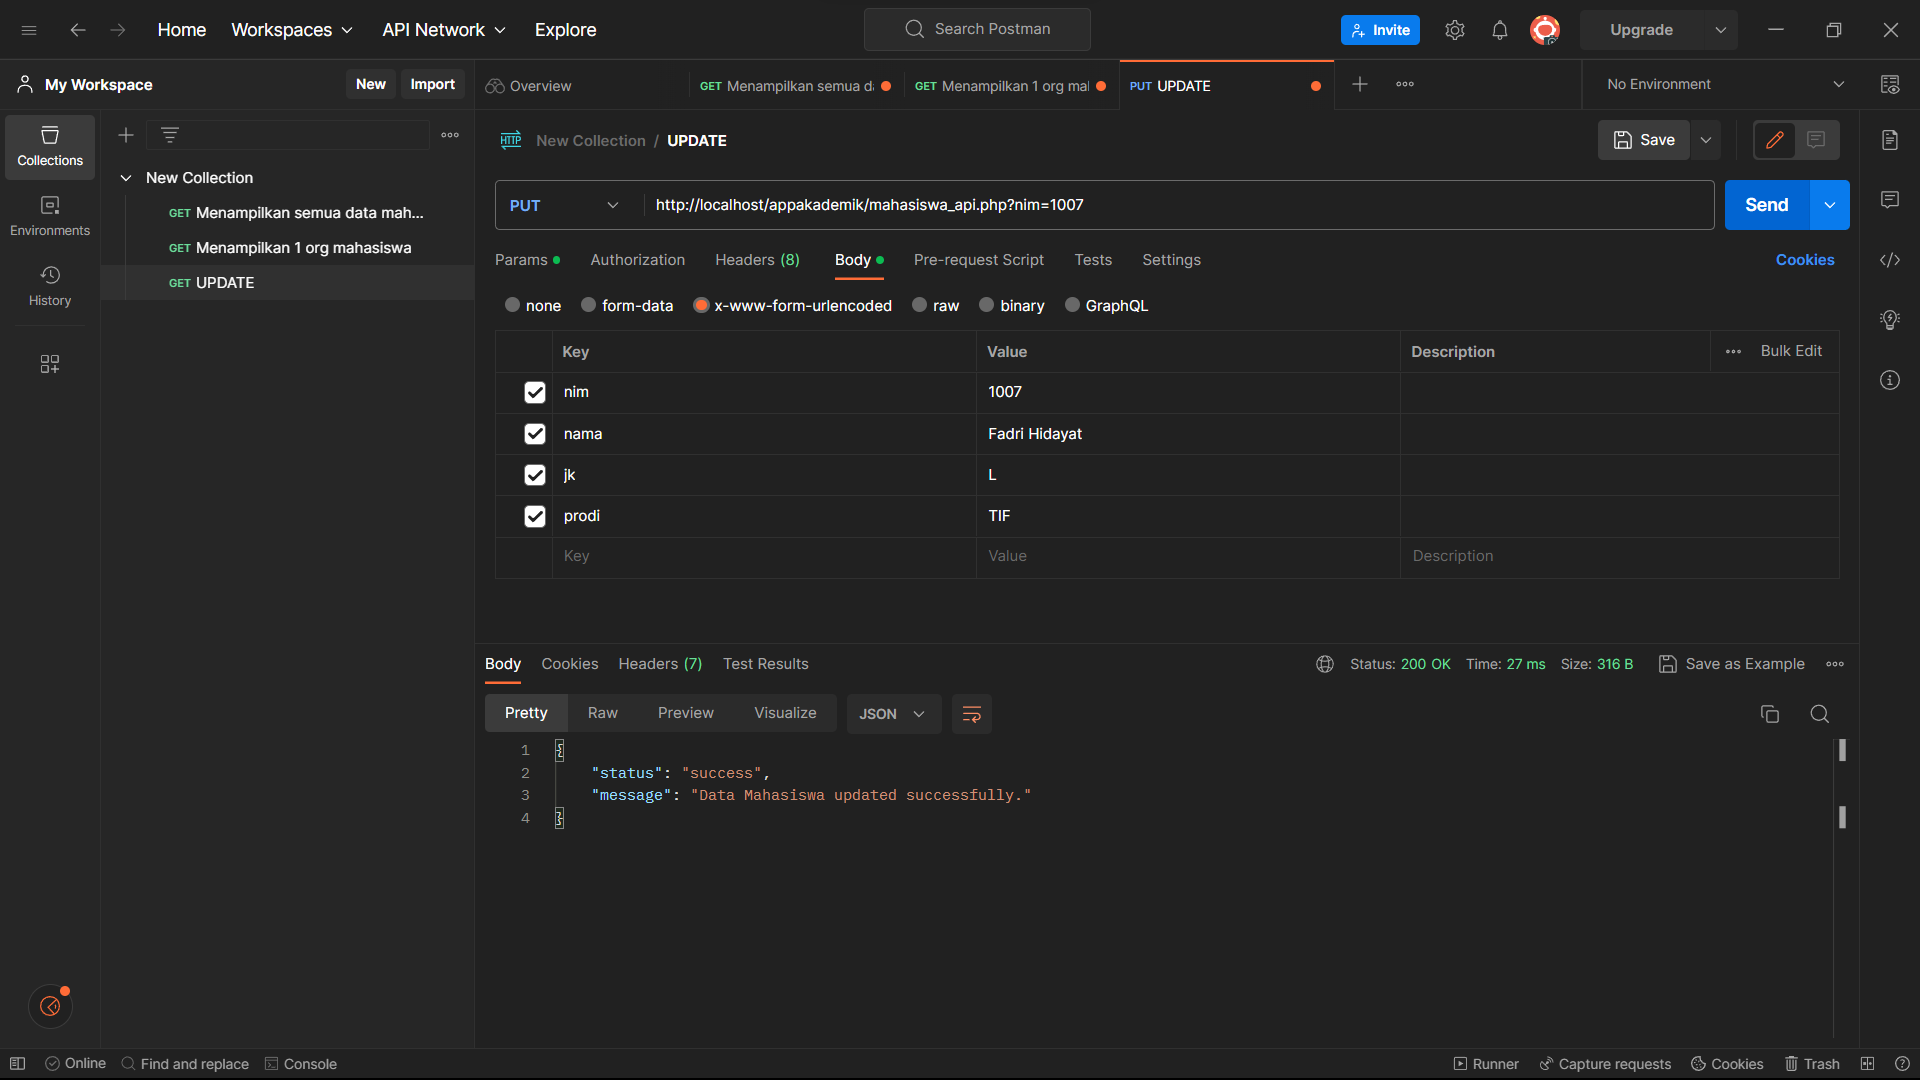 Home Workspaces API Network Explore Search Postman Invite Upgrade
My Workspace New Import Overview GET Menampilkan semua d GET Menampilkan 1 org ma PUT UPDATE No Environment
Collections
Environments
History
New Collection
GET Menampilkan semua data mah...
GET Menampilkan 1 org mahasiswa
GET UPDATE
HTTP New Collection / UPDATE Save
PUT http://localhost/appakademik/mahasiswa_api.php?nim=1007 Send
Params Authorization Headers (8) Body Pre-request Script Tests Settings Cookies
none form-data x-www-form-urlencoded raw binary GraphQL
Key Value Description Bulk Edit
nim 1007
nama Fadri Hidayat
jk L
prodi TIF
Key Value Description
Body Cookies Headers (7) Test Results Status: 200 OK Time: 27 ms Size: 316 B Save as Example
Pretty Raw Preview Visualize JSON
1 {
2 "status": "success",
3 "message": "Data Mahasiswa updated successfully."
4 }
Online Find and replace Console Runner Capture requests Cookies Trash